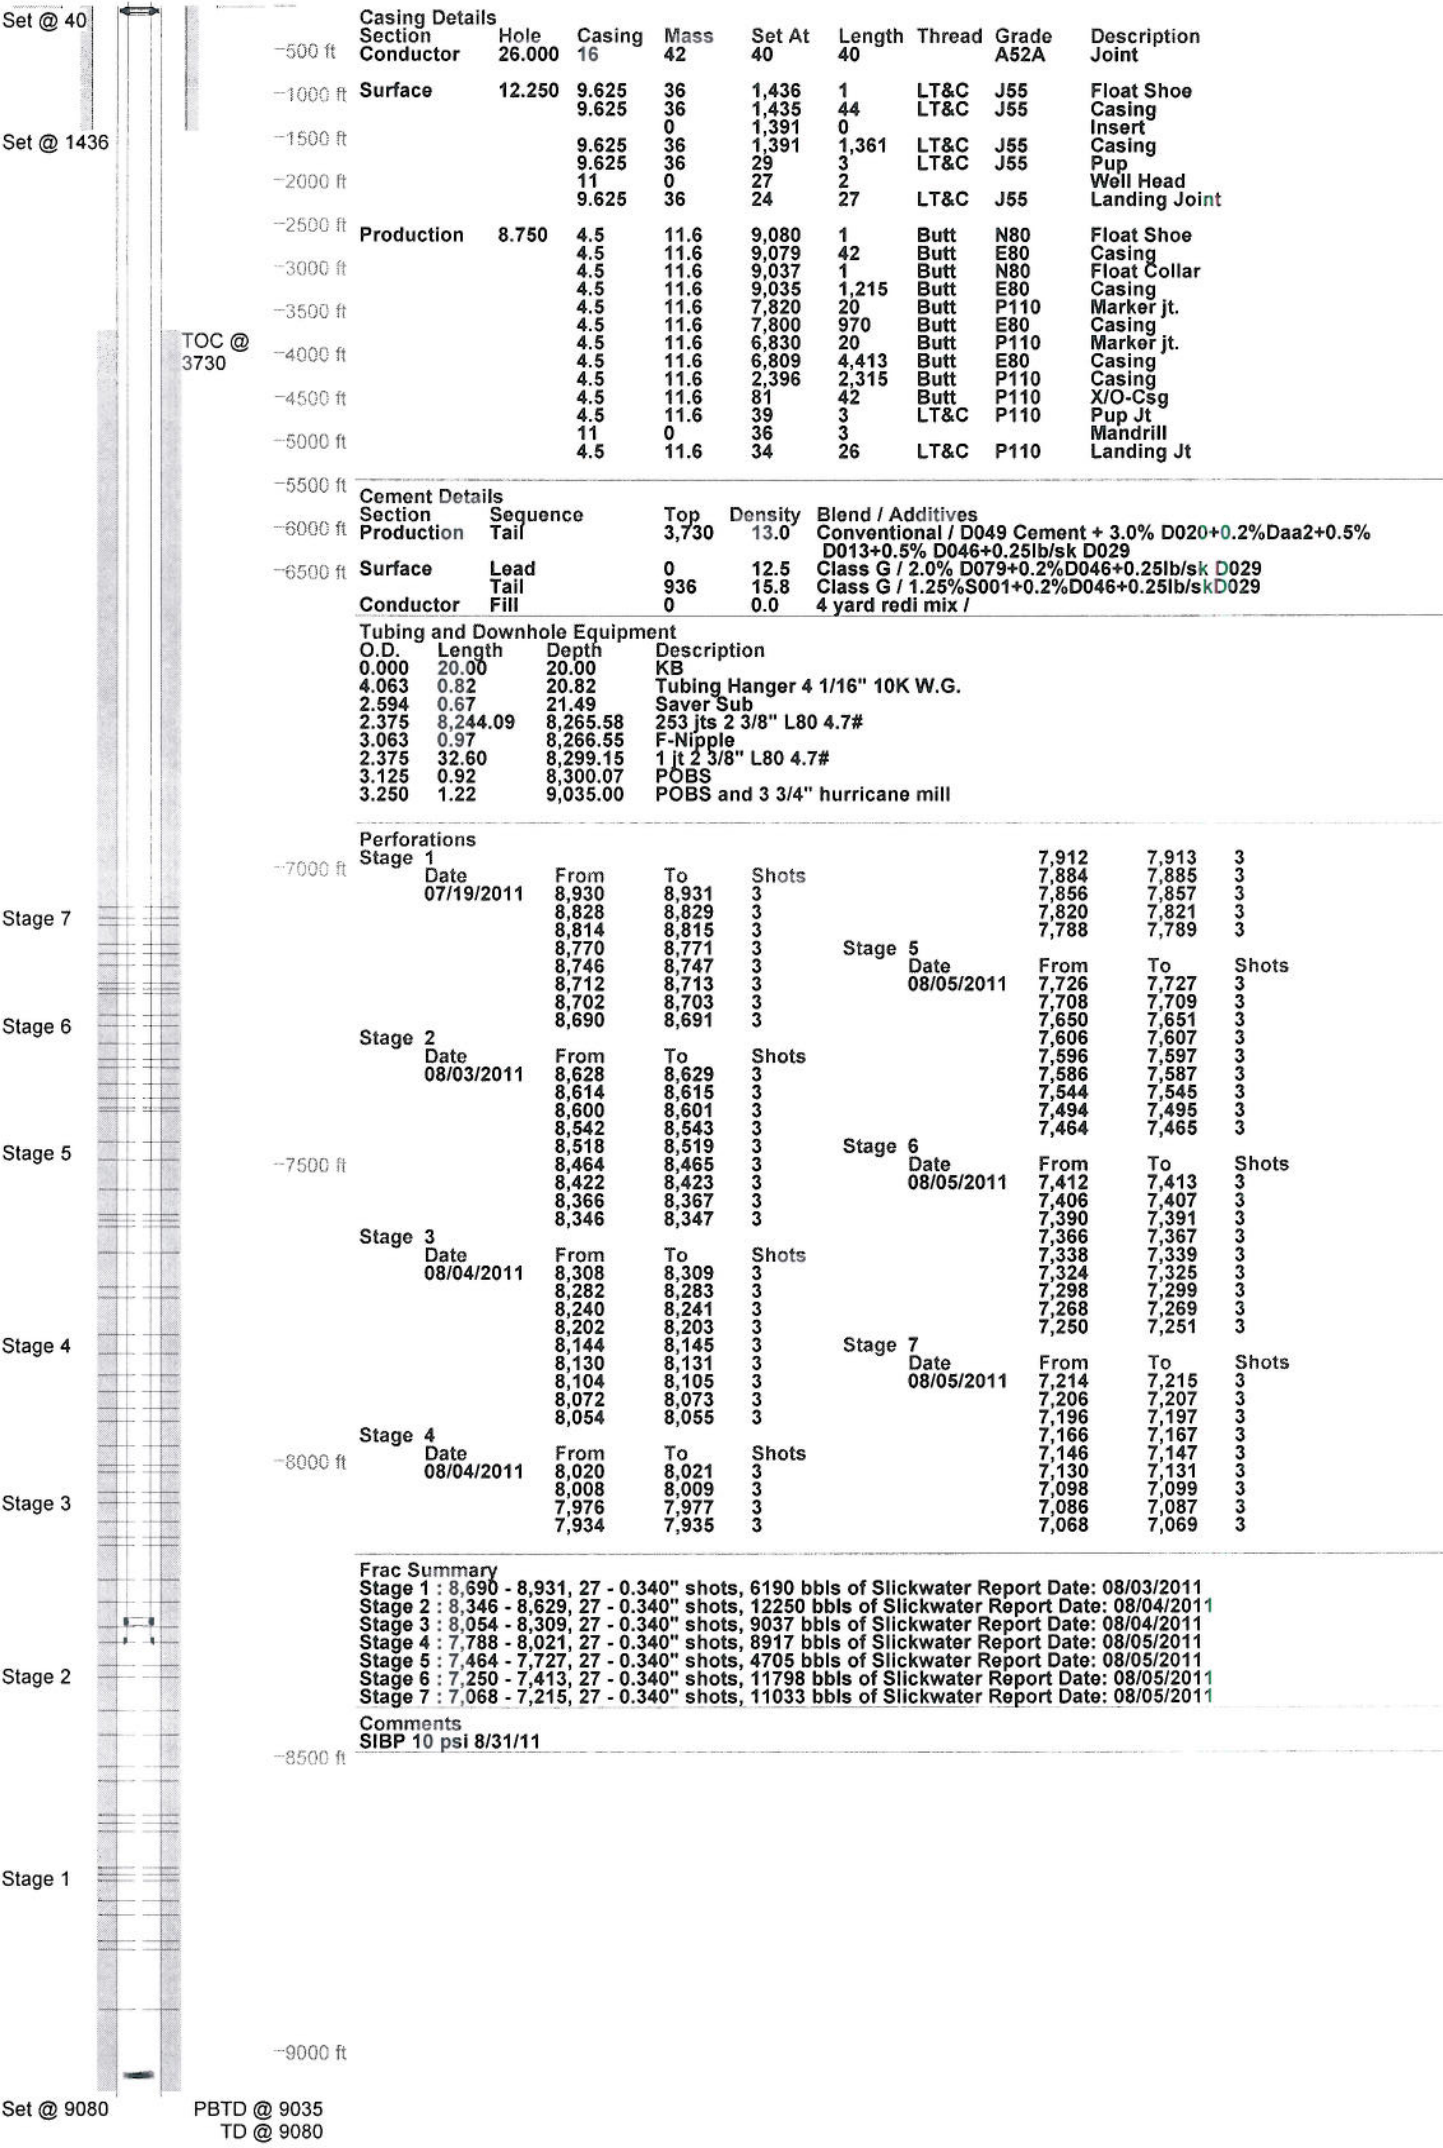 Set @ 40
Set @ 1436
TOC @
3730
Stage 7
Stage 6
Stage 5
Stage 4
Stage 3
Stage 2
Stage 1
Set @ 9080
PBTD @ 9035
TD @ 9080
500 ft
1000 ft
1500 ft
2000 ft
2500 ft
3000 ft
3500 ft
4000 ft
4500 ft
5000 ft
5500 ft
6000 ft
6500 ft
7000 ft
7500 ft
8000 ft
8500 ft
9000 ft
Casing Details
Section Hole Casing Mass Set At Length Thread Grade Description
Conductor 26.000 16 42 40 40 A52A Joint
Surface 12.250 9.625 36 1,436 1 LT&C J55 Float Shoe
9.625 36 1,435 44 LT&C J55 Casing
0 1,391 0 Insert
9.625 36 1,391 1,361 LT&C J55 Casing
9.625 36 29 3 LT&C J55 Pup
11 0 27 2 Well Head
9.625 36 24 27 LT&C J55 Landing Joint
Production 8.750 4.5 11.6 9,080 1 Butt N80 Float Shoe
4.5 11.6 9,079 42 Butt E80 Casing
4.5 11.6 9,037 1 Butt N80 Float Collar
4.5 11.6 9,035 1,215 Butt E80 Casing
4.5 11.6 7,820 20 Butt P110 Marker jt.
4.5 11.6 7,800 970 Butt E80 Casing
4.5 11.6 6,830 20 Butt P110 Marker jt.
4.5 11.6 6,809 4,413 Butt E80 Casing
4.5 11.6 2,396 2,315 Butt P110 Casing
4.5 11.6 81 42 Butt P110 X/O-Csg
4.5 11.6 39 3 LT&C P110 Pup Jt
11 0 36 3 Mandrill
4.5 11.6 34 26 LT&C P110 Landing Jt
Cement Details
Section Sequence Top Density Blend / Additives
Production Tail 3,730 13.0 Conventional / D049 Cement + 3.0% D020+0.2%Daa2+0.5%
D013+0.5% D046+0.25lb/sk D029
Surface Lead 0 12.5 Class G / 2.0% D079+0.2%D046+0.25lb/sk D029
Tail 936 15.8 Class G / 1.25%S001+0.2%D046+0.25lb/skD029
Conductor Fill 0 0.0 4 yard redi mix /
Tubing and Downhole Equipment
O.D. Length Depth Description
0.000 20.00 20.00 KB
4.063 0.82 20.82 Tubing Hanger 4 1/16" 10K W.G.
2.594 0.67 21.49 Saver Sub
2.375 8,244.09 8,265.58 253 jts 2 3/8" L80 4.7#
3.063 0.97 8,266.55 F-Nipple
2.375 32.60 8,299.15 1 jt 2 3/8" L80 4.7#
3.125 0.92 8,300.07 POBS
3.250 1.22 9,035.00 POBS and 3 3/4" hurricane mill
Perforations
Stage 1
Date From To Shots
07/19/2011 8,930 8,931 3
8,828 8,829 3
8,814 8,815 3
8,770 8,771 3
8,746 8,747 3
8,712 8,713 3
8,702 8,703 3
8,690 8,691 3
Stage 2
Date From To Shots
08/03/2011 8,628 8,629 3
8,614 8,615 3
8,600 8,601 3
8,542 8,543 3
8,518 8,519 3
8,464 8,465 3
8,422 8,423 3
8,366 8,367 3
8,346 8,347 3
Stage 3
Date From To Shots
08/04/2011 8,308 8,309 3
8,282 8,283 3
8,240 8,241 3
8,202 8,203 3
8,144 8,145 3
8,130 8,131 3
8,104 8,105 3
8,072 8,073 3
8,054 8,055 3
Stage 4
Date From To Shots
08/04/2011 8,020 8,021 3
8,008 8,009 3
7,976 7,977 3
7,934 7,935 3
7,912 7,913 3
7,884 7,885 3
7,856 7,857 3
7,820 7,821 3
7,788 7,789 3
Stage 5
Date From To Shots
08/05/2011 7,726 7,727 3
7,708 7,709 3
7,650 7,651 3
7,606 7,607 3
7,596 7,597 3
7,586 7,587 3
7,544 7,545 3
7,494 7,495 3
7,464 7,465 3
Stage 6
Date From To Shots
08/05/2011 7,412 7,413 3
7,406 7,407 3
7,390 7,391 3
7,366 7,367 3
7,338 7,339 3
7,324 7,325 3
7,298 7,299 3
7,268 7,269 3
7,250 7,251 3
Stage 7
Date From To Shots
08/05/2011 7,214 7,215 3
7,206 7,207 3
7,196 7,197 3
7,166 7,167 3
7,146 7,147 3
7,130 7,131 3
7,098 7,099 3
7,086 7,087 3
7,068 7,069 3
Frac Summary
Stage 1 : 8,690 - 8,931, 27 - 0.340" shots, 6190 bbls of Slickwater Report Date: 08/03/2011
Stage 2 : 8,346 - 8,629, 27 - 0.340" shots, 12250 bbls of Slickwater Report Date: 08/04/2011
Stage 3 : 8,054 - 8,309, 27 - 0.340" shots, 9037 bbls of Slickwater Report Date: 08/04/2011
Stage 4 : 7,788 - 8,021, 27 - 0.340" shots, 8917 bbls of Slickwater Report Date: 08/05/2011
Stage 5 : 7,464 - 7,727, 27 - 0.340" shots, 4705 bbls of Slickwater Report Date: 08/05/2011
Stage 6 : 7,250 - 7,413, 27 - 0.340" shots, 11798 bbls of Slickwater Report Date: 08/05/2011
Stage 7 : 7,068 - 7,215, 27 - 0.340" shots, 11033 bbls of Slickwater Report Date: 08/05/2011
Comments
SIBP 10 psi 8/31/11